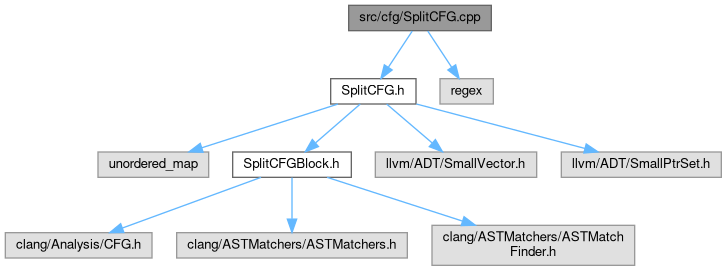 src/cfg/SplitCFG.cpp
SplitCFG.h
regex
unordered_map
SplitCFGBlock.h
llvm/ADT/SmallVector.h
llvm/ADT/SmallPtrSet.h
clang/Analysis/CFG.h
clang/ASTMatchers/ASTMatchers.h
clang/ASTMatchers/ASTMatch
Finder.h